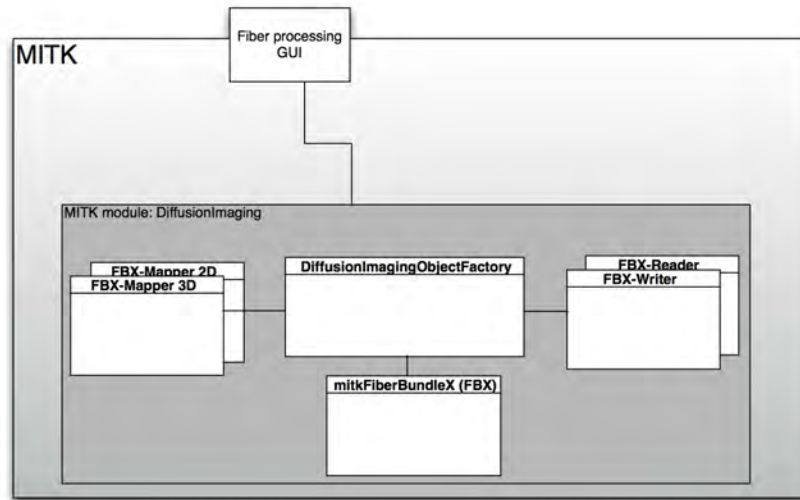 Fiber processing
GUI
MITK
MITK module: DiffusionImaging
FBX-Mapper 2D
FBX-Mapper 3D
DiffusionImagingObjectFactory
FBX-Reader
FBX-Writer
mitkFiberBundleX (FBX)